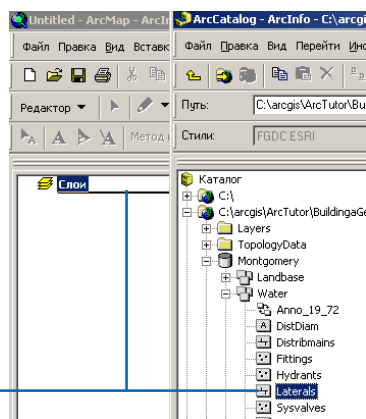 Untitled - ArcMap - ArcI
Файл Правка Вид Вставк
Редактор
A A A Метод
Слои
ArcCatalog - ArcInfo - C:\arcgi
Файл Правка Вид Перейти Инс
Путь: C:\arcgis\ArcTutor\Bu
Стили: FGDC ESRI
Каталог
C:\
C:\arcgis\ArcTutor\BuildingaGe
Layers
TopologyData
Montgomery
Landbase
Water
Anno_19_72
A DistDiam
Distribmains
Fittings
Hydrants
Laterals
Sysvalves